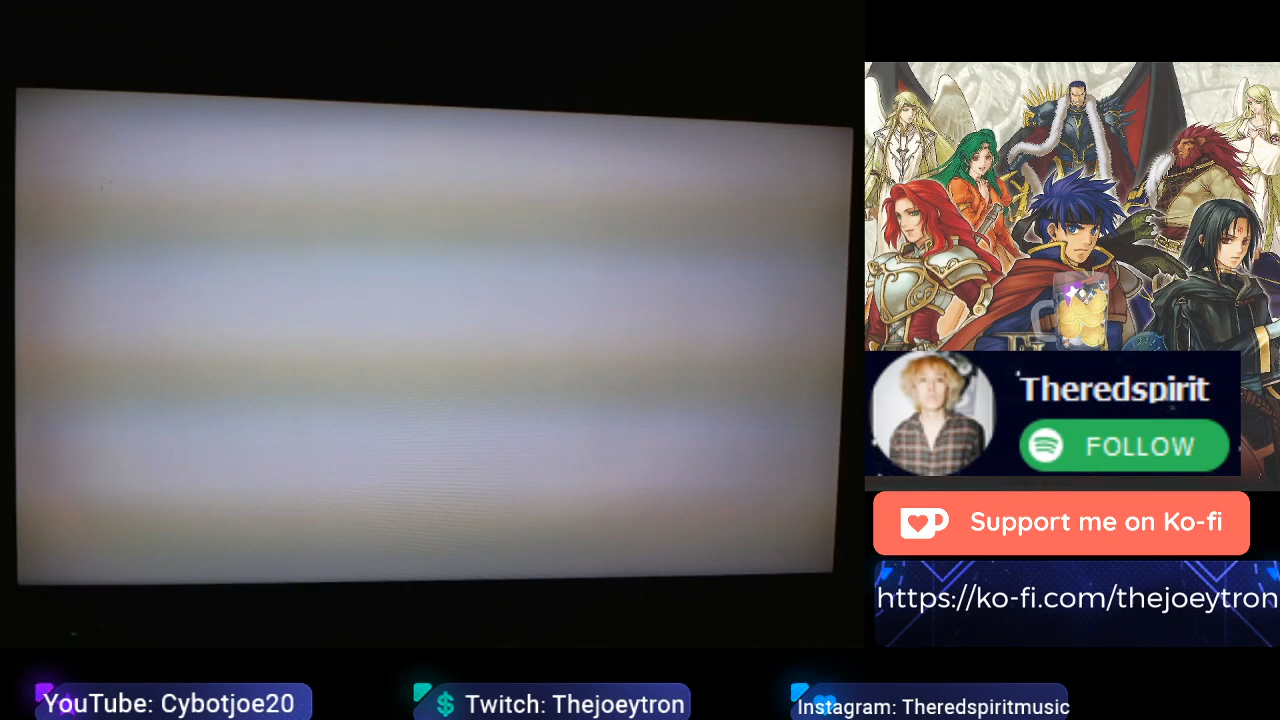 Theredspirit
FOLLOW
Support me on Ko-fi
https://ko-fi.com/thejoeytron
YouTube: Cybotjoe20
Twitch: Thejoeytron
Instagram: Theredspiritmusic